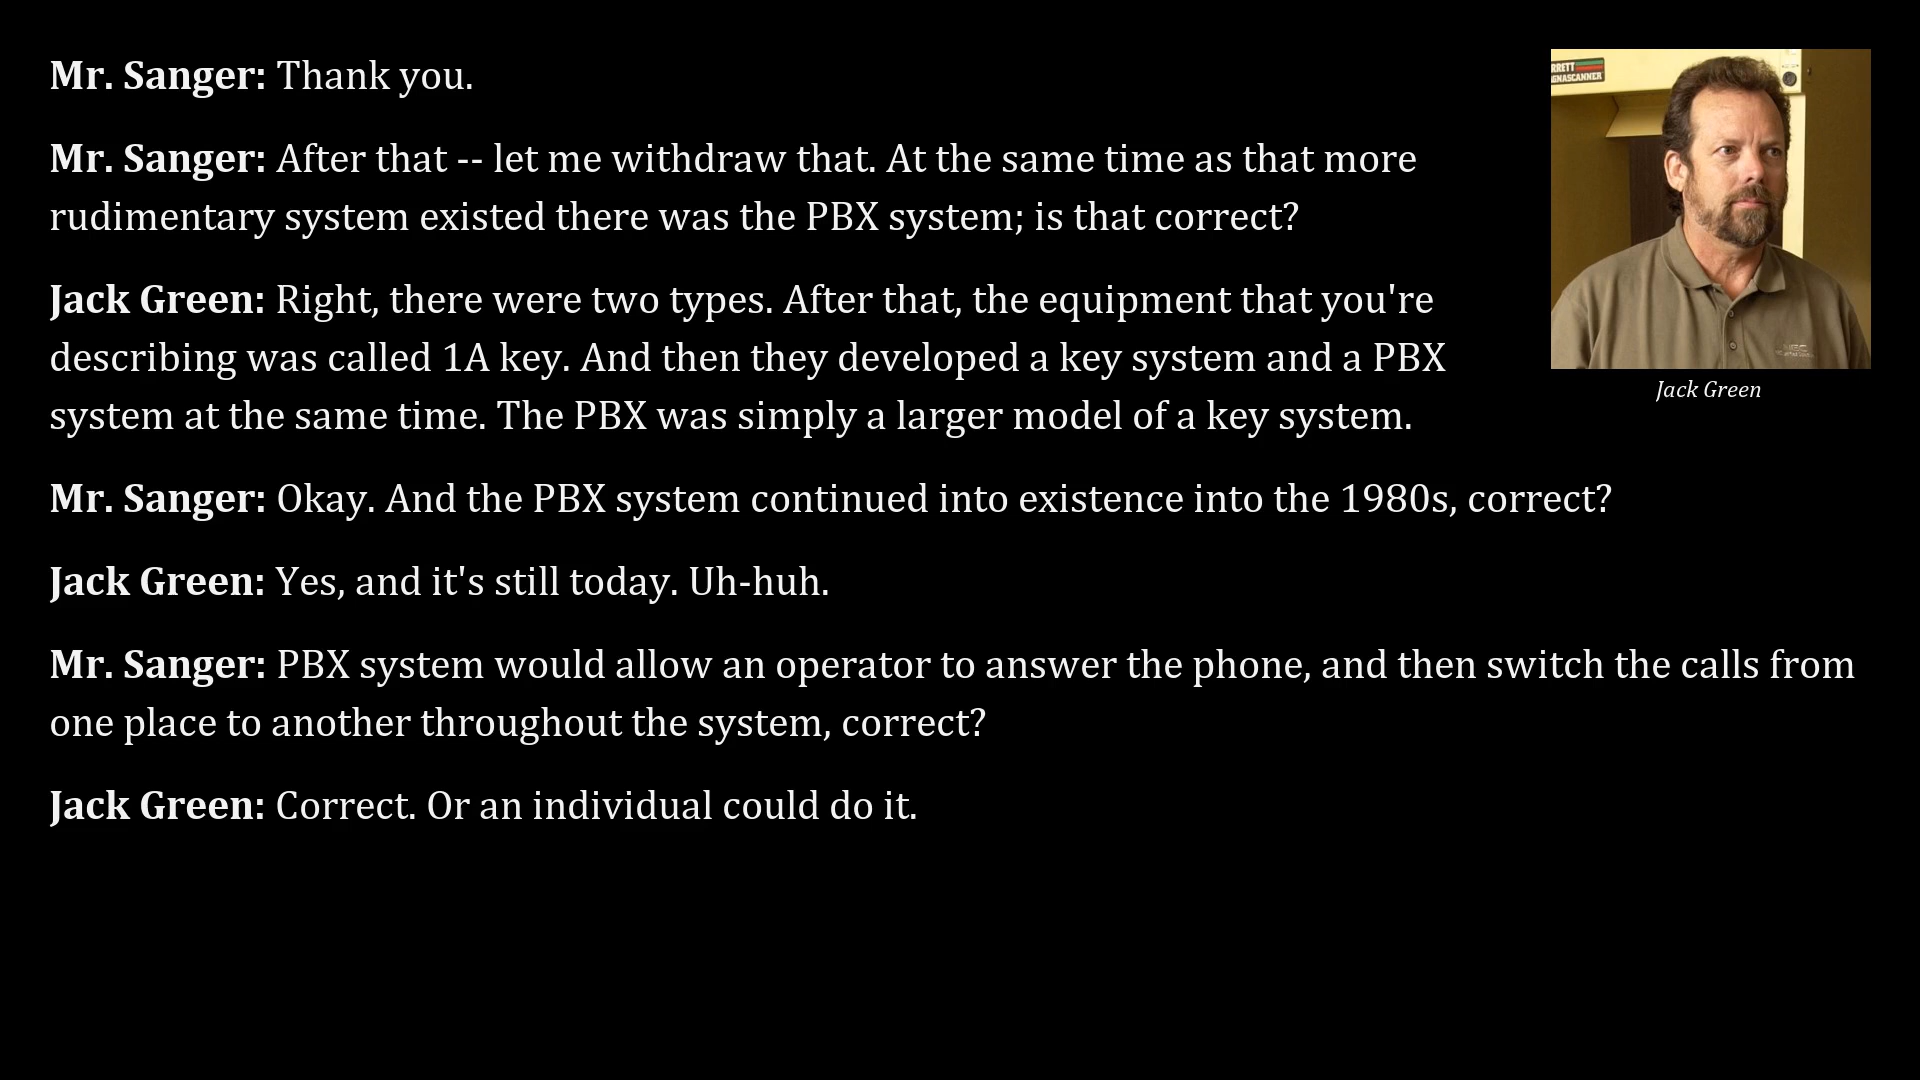 Mr. Sanger: Thank you.
Mr. Sanger: After that -- let me withdraw that. At the same time as that more
rudimentary system existed there was the PBX system; is that correct?
Jack Green: Right, there were two types. After that, the equipment that you're
describing was called 1A key. And then they developed a key system and a PBX
system at the same time. The PBX was simply a larger model of a key system.
RRETT
GNASCANNER
Jack Green
Mr. Sanger: Okay. And the PBX system continued into existence into the 1980s, correct?
Jack Green: Yes, and it's still today. Uh-huh.
Mr. Sanger: PBX system would allow an operator to answer the phone, and then switch the calls from
one place to another throughout the system, correct?
Jack Green: Correct. Or an individual could do it.